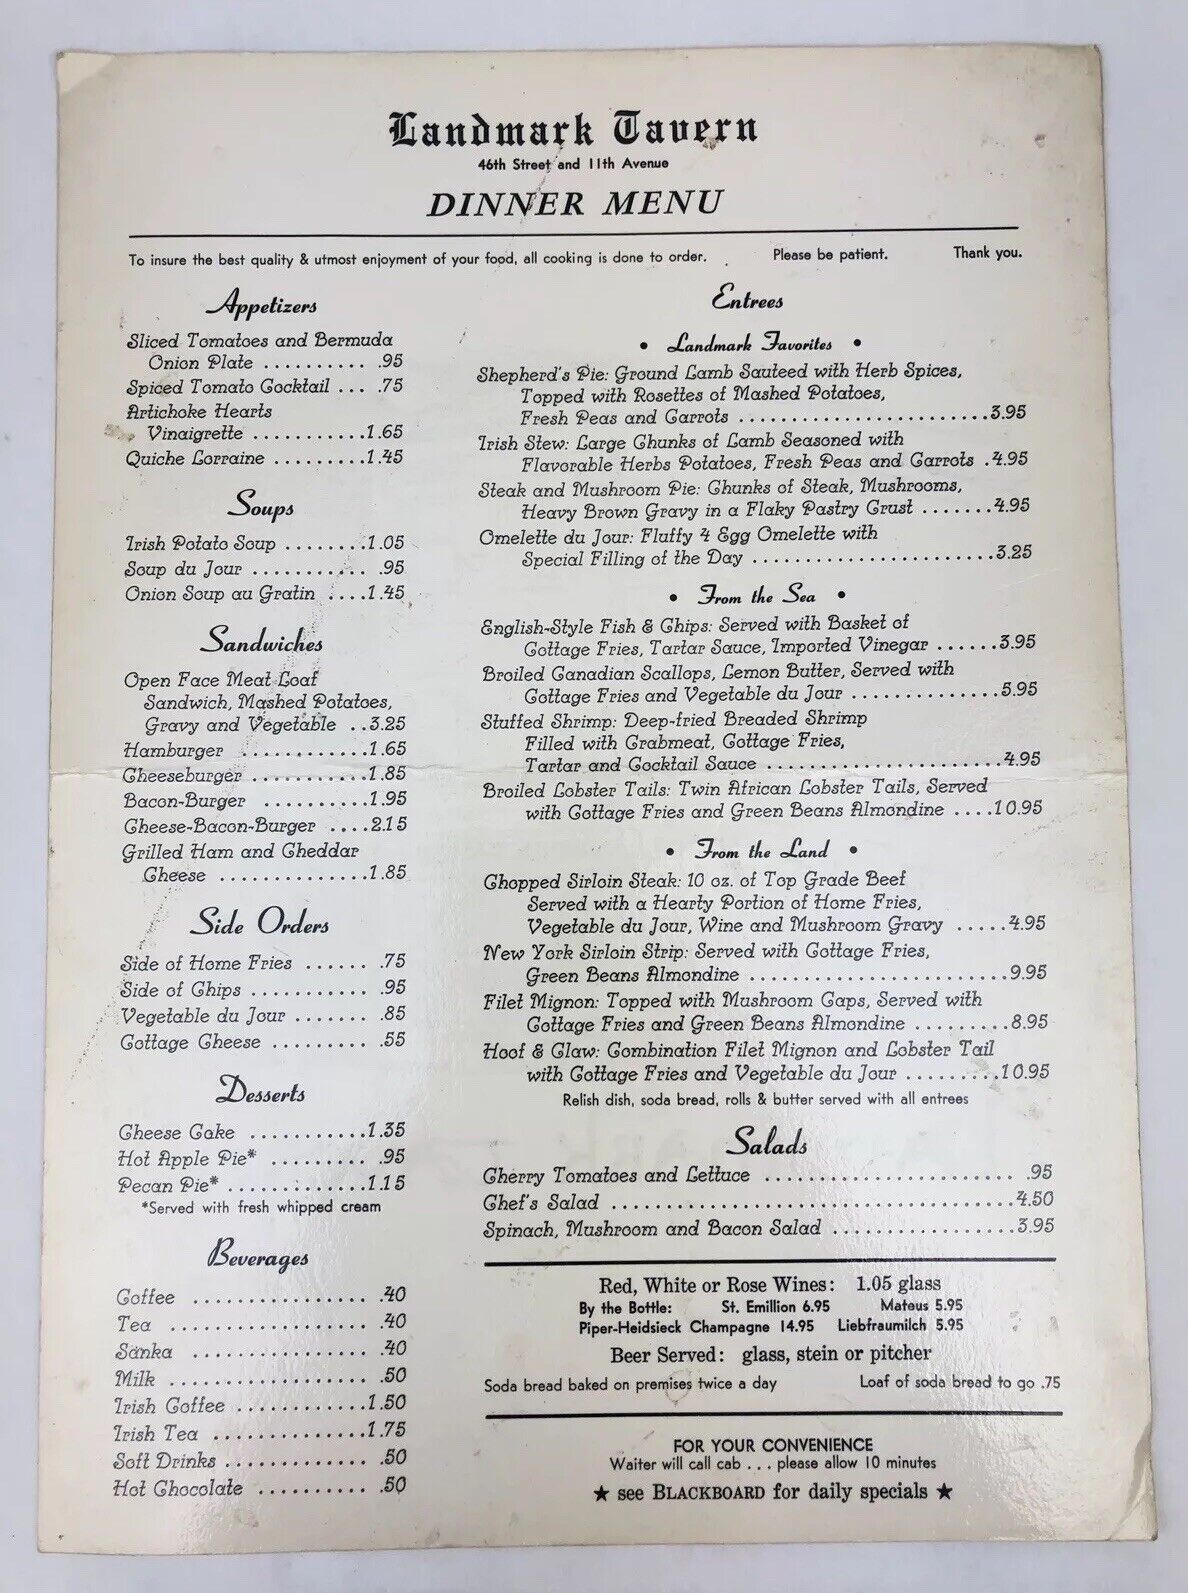 Landmark Tavern
46th Street and 11th Avenue
DINNER MENU
To insure the best quality & utmost enjoyment of your food, all cooking is done to order. Please be patient. Thank you.
Appetizers
Sliced Tomatoes and Bermuda
Onion Plate .......... .95
Spiced Tomato Cocktail ... .75
Artichoke Hearts
Vinaigrette ...........1.65
Quiche Lorraine .........1.45
Soups
Irish Potato Soup ........1.05
Soup du Jour ........... .95
Onion Soup au Gratin ....1.45
Sandwiches
Open Face Meat Loaf
Sandwich, Mashed Potatoes,
Gravy and Vegetable ..3.25
Hamburger ............1.65
Cheeseburger ...........1.85
Bacon-Burger ..........1.95
Cheese-Bacon-Burger ....2.15
Grilled Ham and Cheddar
Cheese ..............1.85
Side Orders
Side of Home Fries ...... .75
Side of Chips ........... .95
Vegetable du Jour ....... .85
Cottage Cheese ......... .55
Desserts
Cheese Cake ...........1.35
Hot Apple Pie* ......... .95
Pecan Pie* .............1.15
*Served with fresh whipped cream
Beverages
Coffee ................ .40
Tea .................. .40
Sanka ................ .40
Milk .................. .50
Irish Coffee ............1.50
Irish Tea ..............1.75
Soft Drinks ............. .50
Hot Chocolate .......... .50
Entrees
• Landmark Favorites •
Shepherd's Pie: Ground Lamb Sauteed with Herb Spices,
Topped with Rosettes of Mashed Potatoes,
Fresh Peas and Carrots ........................3.95
Irish Stew: Large Chunks of Lamb Seasoned with
Flavorable Herbs Potatoes, Fresh Peas and Carrots .4.95
Steak and Mushroom Pie: Chunks of Steak, Mushrooms,
Heavy Brown Gravy in a Flaky Pastry Crust .......4.95
Omelette du Jour: Fluffy 4 Egg Omelette with
Special Filling of the Day .......................3.25
• From the Sea •
English-Style Fish & Chips: Served with Basket of
Cottage Fries, Tartar Sauce, Imported Vinegar ......3.95
Broiled Canadian Scallops, Lemon Butter, Served with
Cottage Fries and Vegetable du Jour ..............5.95
Stuffed Shrimp: Deep-fried Breaded Shrimp
Filled with Crabmeat, Cottage Fries,
Tartar and Cocktail Sauce .......................4.95
Broiled Lobster Tails: Twin African Lobster Tails, Served
with Cottage Fries and Green Beans Almondine ....10.95
• From the Land •
Chopped Sirloin Steak: 10 oz. of Top Grade Beef
Served with a Hearty Portion of Home Fries,
Vegetable du Jour, Wine and Mushroom Gravy .....4.95
New York Sirloin Strip: Served with Cottage Fries,
Green Beans Almondine .........................9.95
Filet Mignon: Topped with Mushroom Caps, Served with
Cottage Fries and Green Beans Almondine .........8.95
Hoof & Claw: Combination Filet Mignon and Lobster Tail
with Cottage Fries and Vegetable du Jour .........10.95
Relish dish, soda bread, rolls & butter served with all entrees
Salads
Cherry Tomatoes and Lettuce ........................ .95
Chef's Salad .......................................4.50
Spinach, Mushroom and Bacon Salad ..................3.95
Red, White or Rose Wines: 1.05 glass
By the Bottle: St. Emillion 6.95 Mateus 5.95
Piper-Heidsieck Champagne 14.95 Liebfraumilch 5.95
Beer Served: glass, stein or pitcher
Soda bread baked on premises twice a day Loaf of soda bread to go .75
FOR YOUR CONVENIENCE
Waiter will call cab . . . please allow 10 minutes
★ see BLACKBOARD for daily specials ★